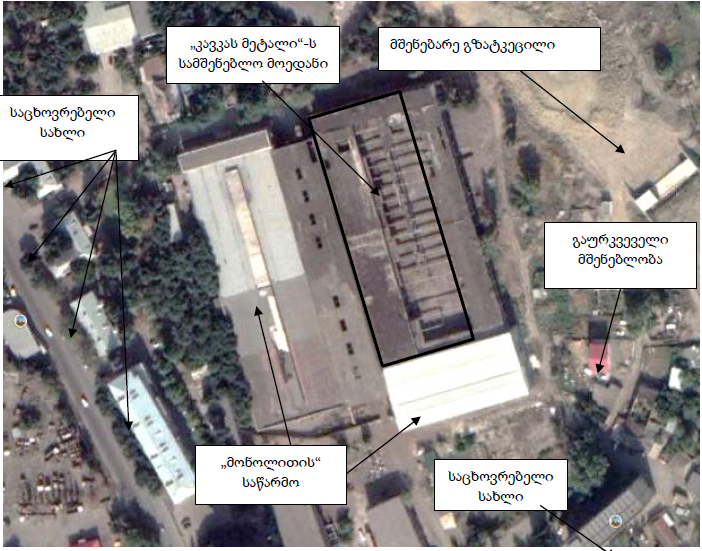 „კავკას მეტალი“-ს
სამშენებლო მოედანი
მშენებარე გზატკეცილი
საცხოვრებელი
სახლი
გაურკვეველი
მშენებლობა
„მონოლითის“
საწარმო
საცხოვრებელი
სახლი